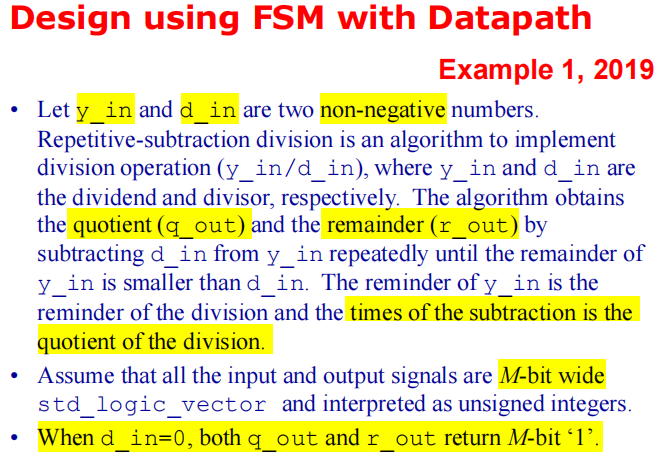 Design using FSM with Datapath
Example 1, 2019
• Let y_in and d_in are two non-negative numbers.
Repetitive-subtraction division is an algorithm to implement
division operation (y_in/d_in), where y_in and d_in are
the dividend and divisor, respectively. The algorithm obtains
the quotient (q_out) and the remainder (r_out) by
subtracting d_in from y_in repeatedly until the remainder of
y_in is smaller than d_in. The reminder of y_in is the
reminder of the division and the times of the subtraction is the
quotient of the division.
• Assume that all the input and output signals are M-bit wide
std_logic_vector and interpreted as unsigned integers.
• When d_in=0, both q_out and r_out return M-bit ‘1’.